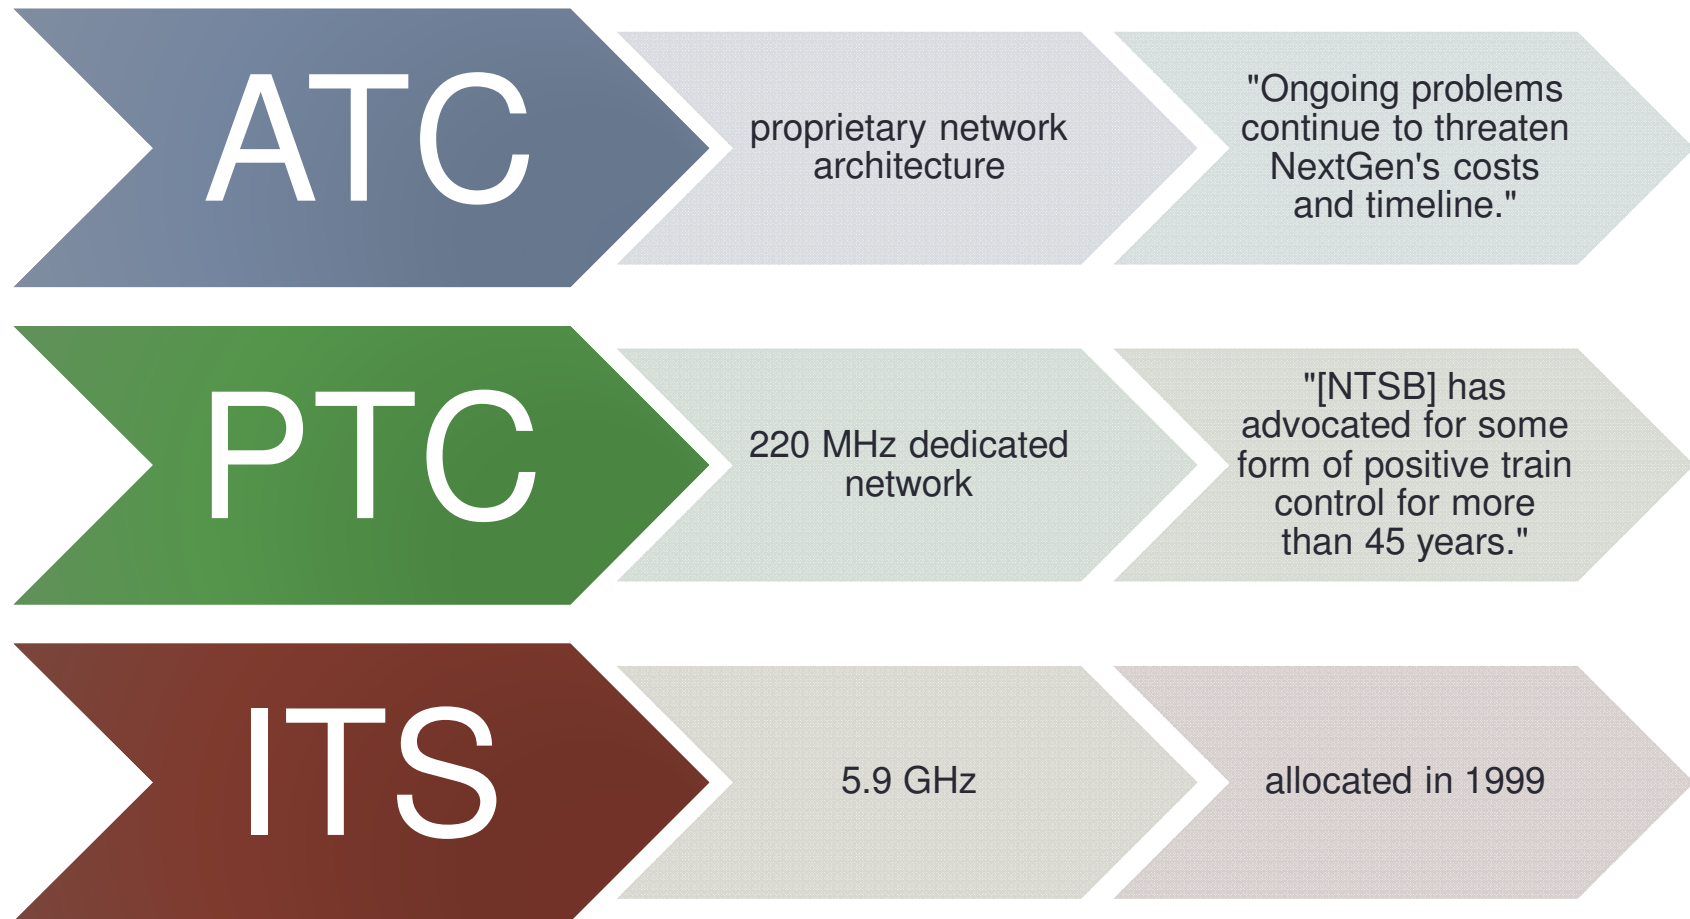 ATC
proprietary network
architecture
"Ongoing problems
continue to threaten
NextGen's costs
and timeline."
PTC
220 MHz dedicated
network
"[NTSB] has
advocated for some
form of positive train
control for more
than 45 years."
ITS
5.9 GHz
allocated in 1999